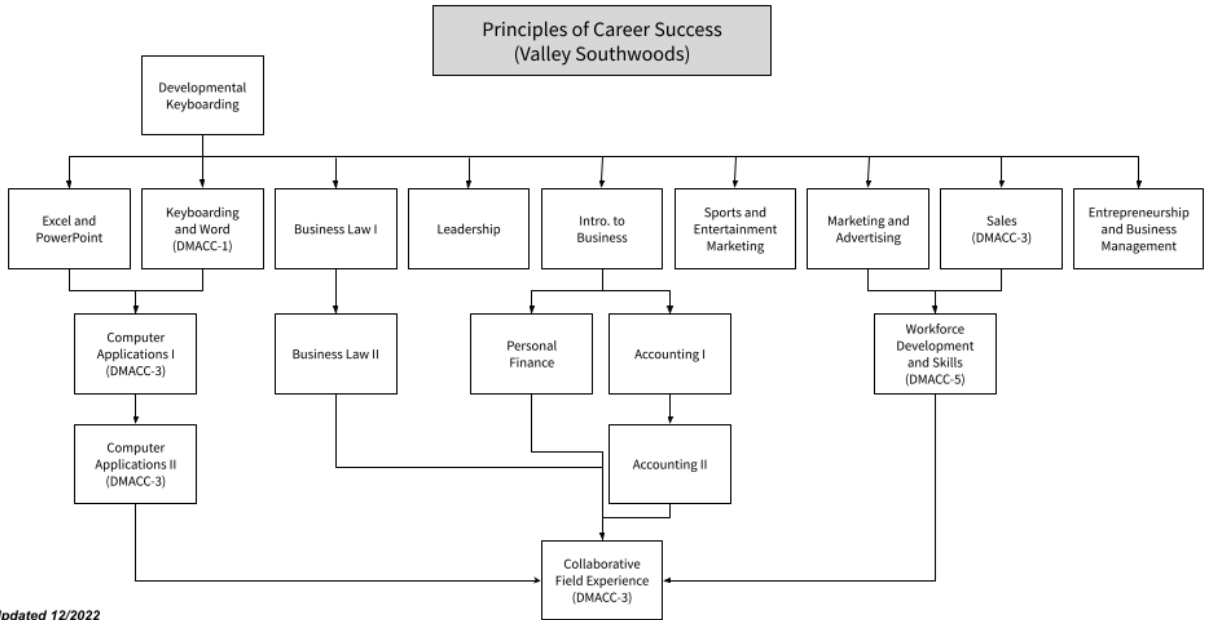 Principles of Career Success
(Valley Southwoods)
Developmental
Keyboarding
Excel and
PowerPoint
Keyboarding
and Word
(DMACC-1)
Business Law I
Leadership
Intro. to
Business
Sports and
Entertainment
Marketing
Marketing and
Advertising
Sales
(DMACC-3)
Entrepreneurship
and Business
Management
Computer
Applications I
(DMACC-3)
Business Law II
Personal
Finance
Accounting I
Workforce
Development
and Skills
(DMACC-5)
Computer
Applications II
(DMACC-3)
Accounting II
Collaborative
Field Experience
(DMACC-3)
pdated 12/2022